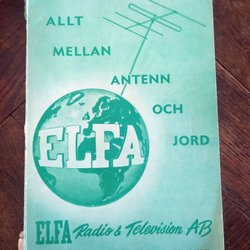 ALLT
MELLAN
ANTENN
OCH
JORD
ELFA
ELFA Radio & Television AB